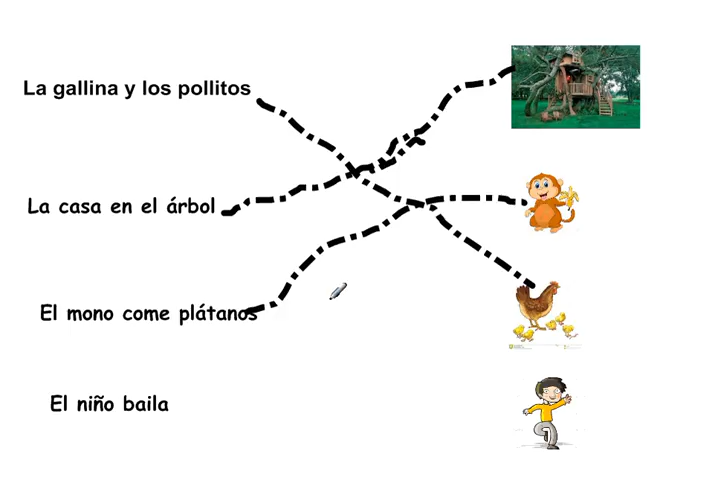 La gallina y los pollitos
La casa en el árbol
El mono come plátanos
El niño baila